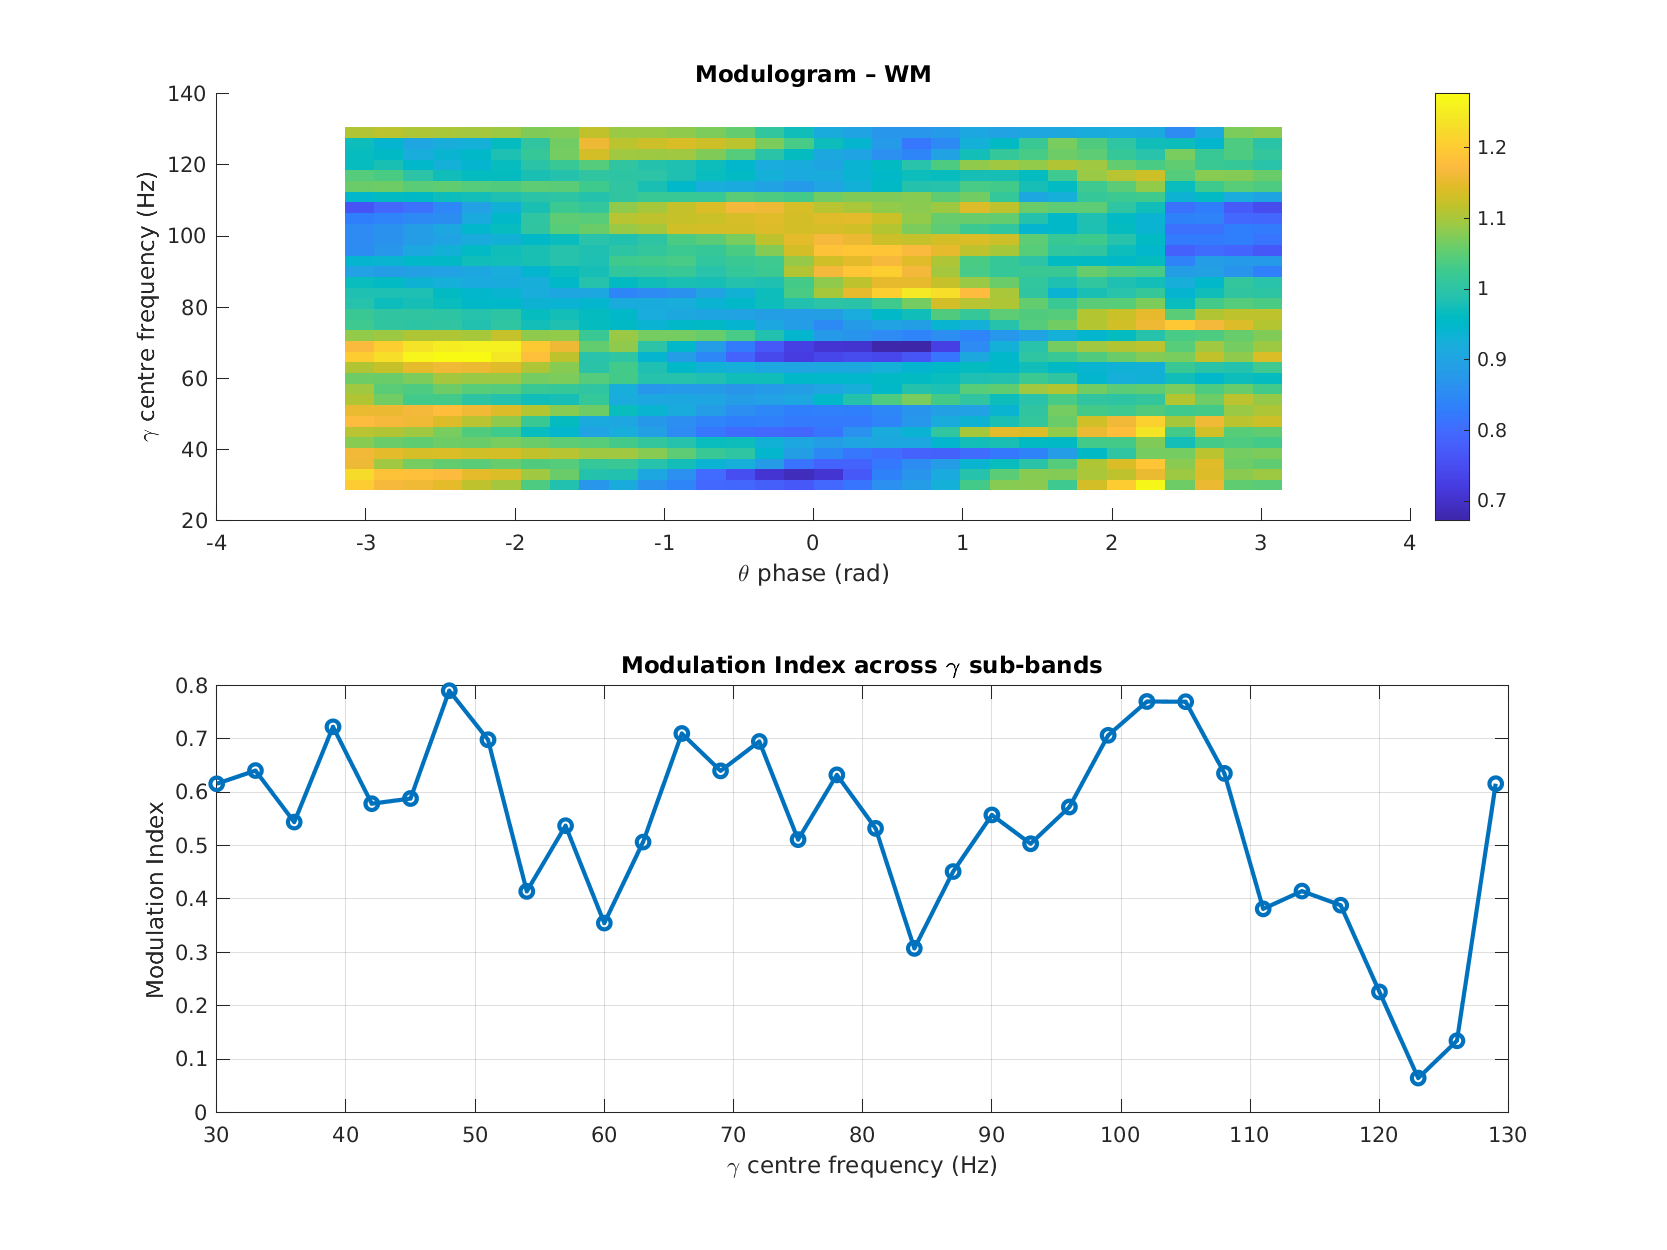 Modulogram – WM
140
120
100
80
60
40
20
γ centre frequency (Hz)
-4 -3 -2 -1 0 1 2 3 4
θ phase (rad)
1.2
1.1
1
0.9
0.8
0.7
Modulation Index across γ sub-bands
0.8
0.7
0.6
0.5
0.4
0.3
0.2
0.1
0
Modulation Index
30 40 50 60 70 80 90 100 110 120 130
γ centre frequency (Hz)